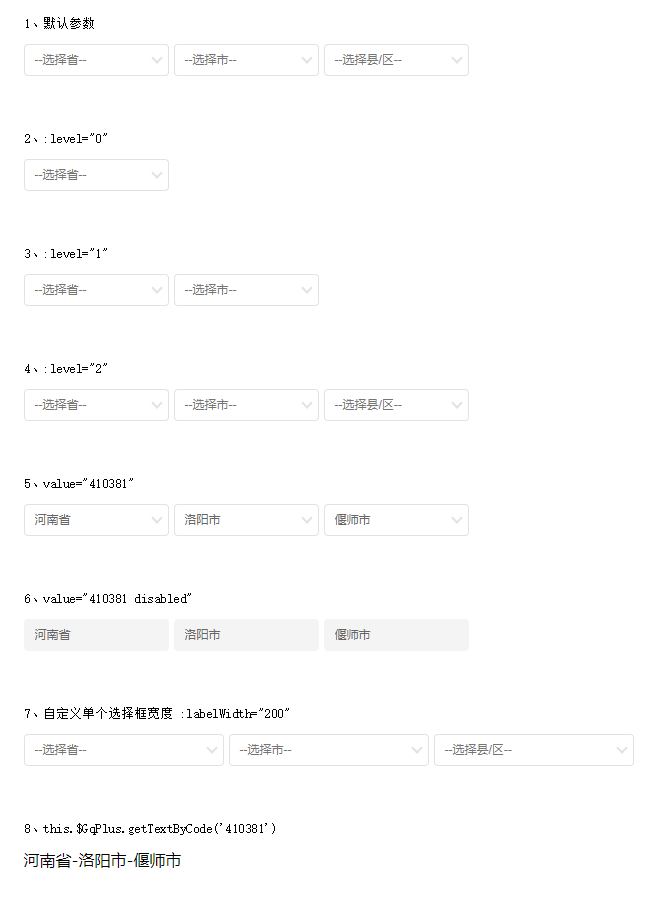 1、默认参数
--选择省-- --选择市-- --选择县/区--
2、:level="0"
--选择省--
3、:level="1"
--选择省-- --选择市--
4、:level="2"
--选择省-- --选择市-- --选择县/区--
5、value="410381"
河南省 洛阳市 偃师市
6、value="410381 disabled"
河南省 洛阳市 偃师市
7、自定义单个选择框宽度 :labelWidth="200"
--选择省-- --选择市-- --选择县/区--
8、this.$GqPlus.getTextByCode('410381')
河南省-洛阳市-偃师市